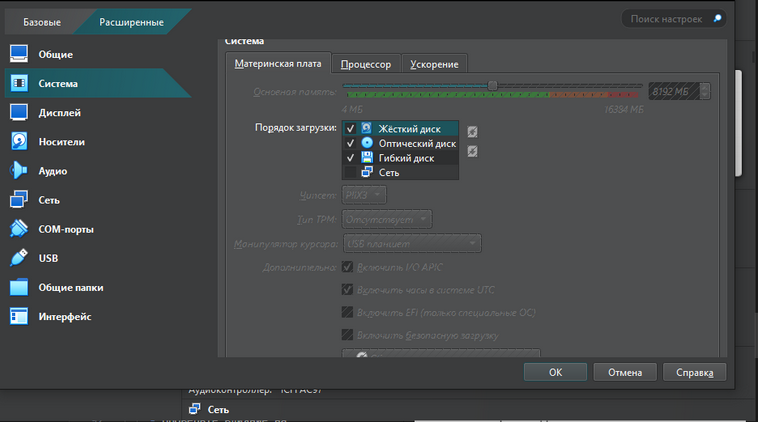 Базовые
Расширенные
Поиск настроек
Общие
Система
Дисплей
Носители
Аудио
Сеть
COM-порты
USB
Общие папки
Интерфейс
Система
Материнская плата
Процессор
Ускорение
Основная память:
8192 МБ
4 МБ
16384 МБ
Порядок загрузки:
Жёсткий диск
Оптический диск
Гибкий диск
Сеть
Чипсет:
PIIX3
Тип TPM:
Отсутствует
Манипулятор курсора:
USB планшет
Дополнительно:
Включить I/O APIC
Включить часы в системе UTC
Включить EFI (только специальные ОС)
Включить безопасную загрузку
OK
Отмена
Справка
Аудиоконтроллер: ICH AC97
Сеть